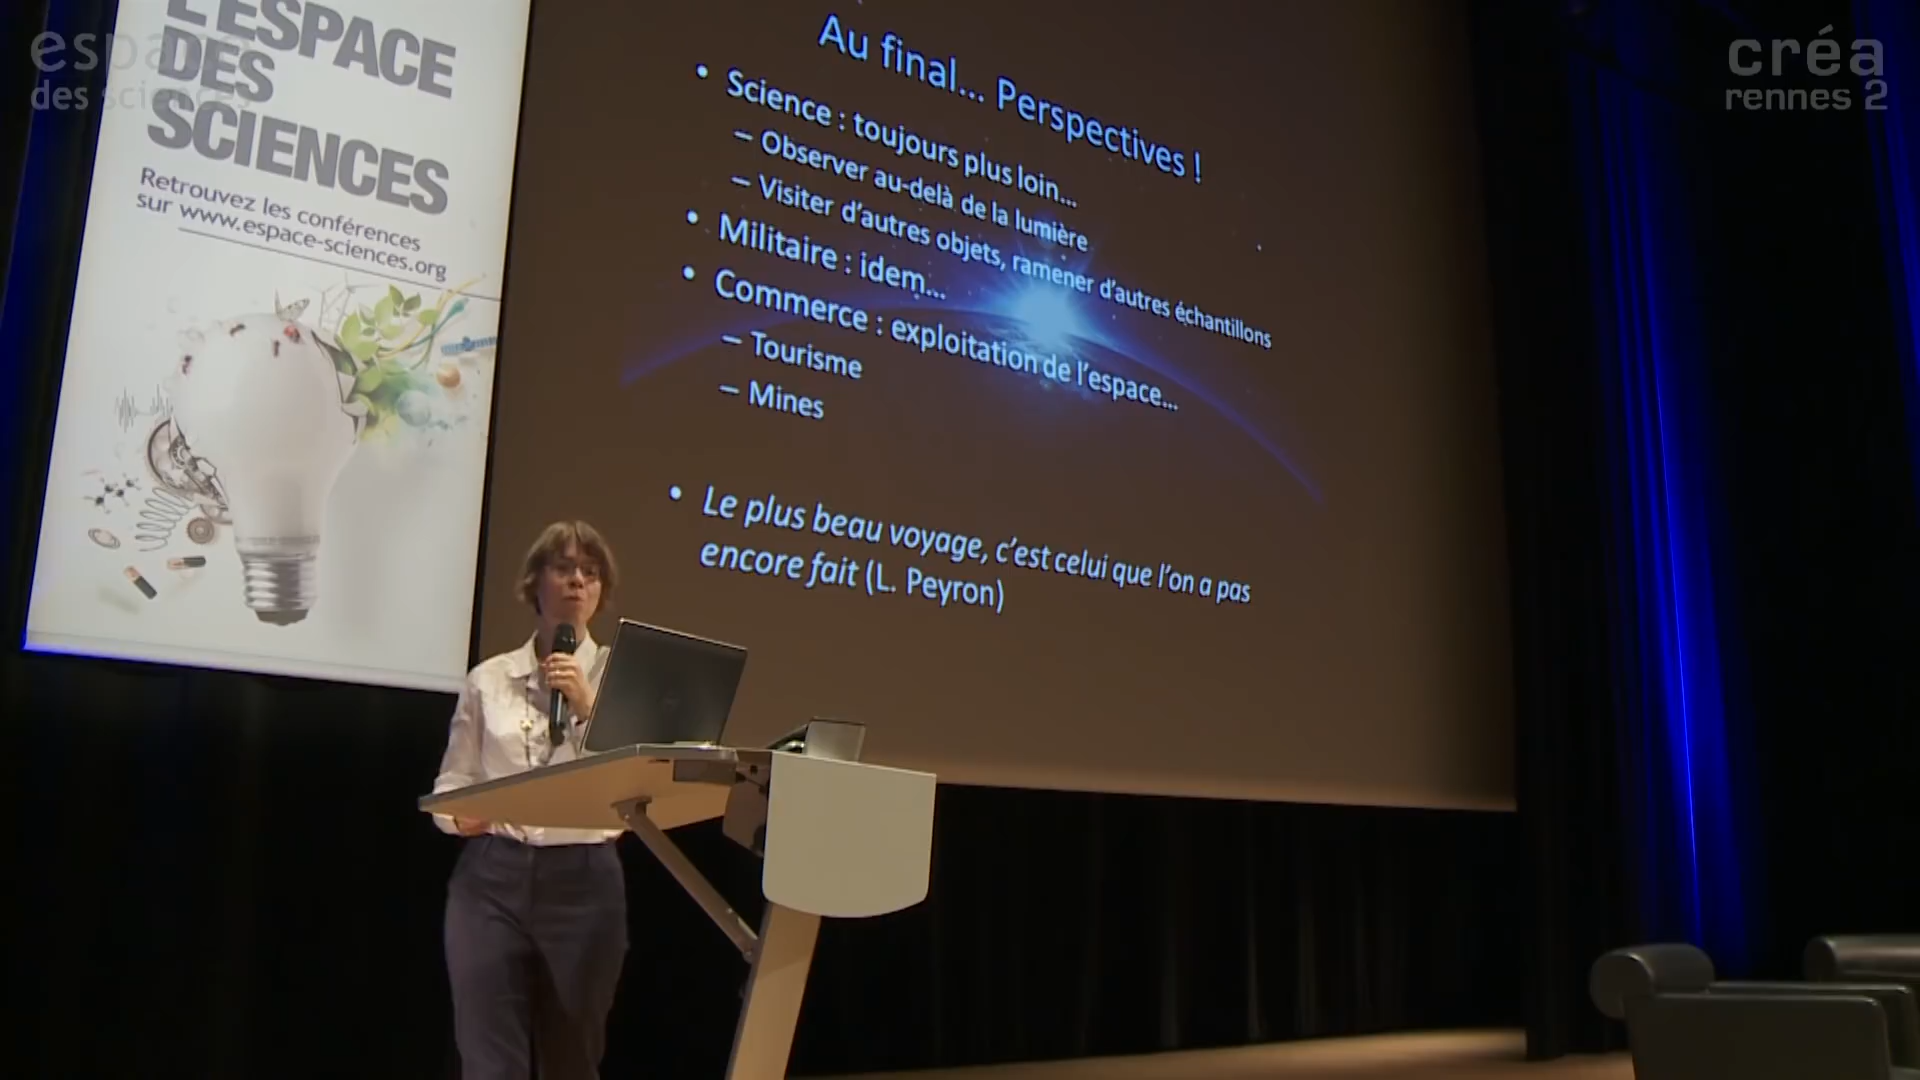 L'ESPACE
DES
SCIENCES
Retrouvez les conférences
sur www.espace-sciences.org
espace
des sciences
créa
rennes 2
Au final... Perspectives !
• Science : toujours plus loin...
– Observer au-delà de la lumière
– Visiter d'autres objets, ramener d'autres échantillons
• Militaire : idem...
• Commerce : exploitation de l'espace...
– Tourisme
– Mines
• Le plus beau voyage, c'est celui que l'on a pas
encore fait (L. Peyron)